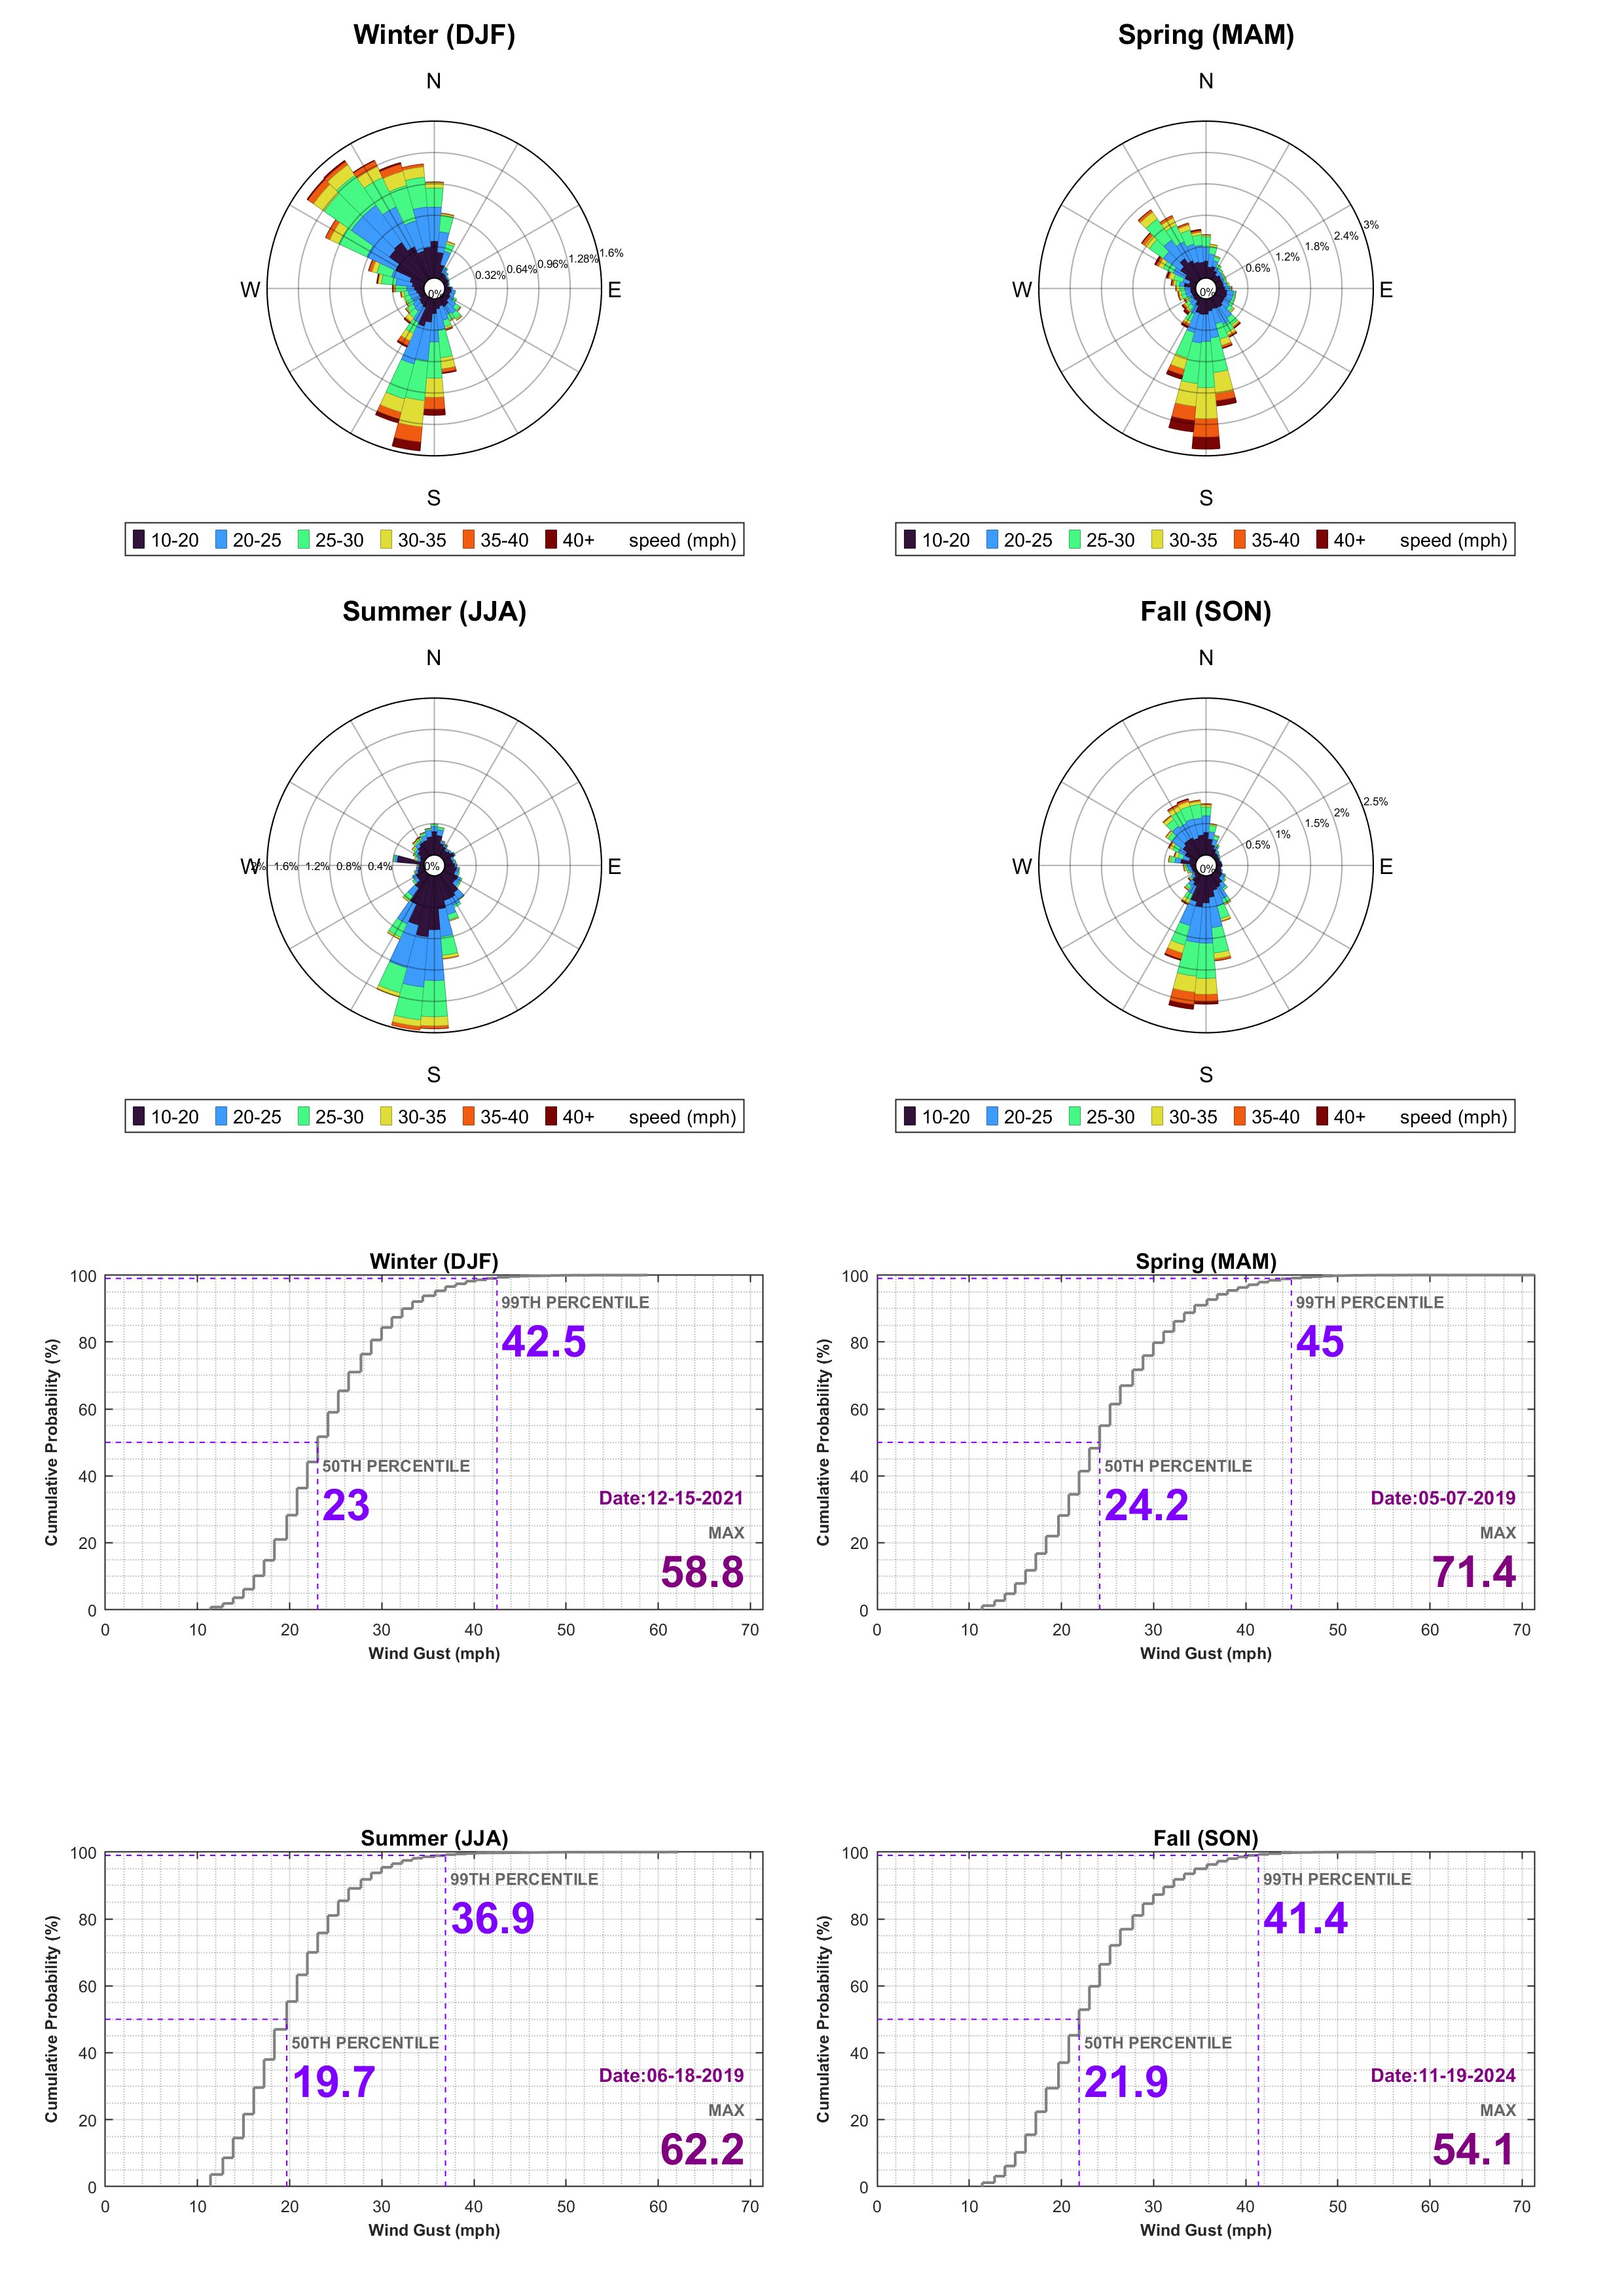 Winter (DJF)
N
W
E
S
0%
0.32%
0.64%
0.96%
1.28%
1.6%
10-20 20-25 25-30 30-35 35-40 40+ speed (mph)
Spring (MAM)
N
W
E
S
0%
0.6%
1.2%
1.8%
2.4%
3%
10-20 20-25 25-30 30-35 35-40 40+ speed (mph)
Summer (JJA)
N
W
E
S
2% 1.6% 1.2% 0.8% 0.4% 0%
10-20 20-25 25-30 30-35 35-40 40+ speed (mph)
Fall (SON)
N
W
E
S
0%
0.5%
1%
1.5%
2%
2.5%
10-20 20-25 25-30 30-35 35-40 40+ speed (mph)
Winter (DJF)
Cumulative Probability (%)
100
80
60
40
20
0
99TH PERCENTILE
42.5
50TH PERCENTILE
23
Date:12-15-2021
MAX
58.8
0 10 20 30 40 50 60 70
Wind Gust (mph)
Spring (MAM)
Cumulative Probability (%)
100
80
60
40
20
0
99TH PERCENTILE
45
50TH PERCENTILE
24.2
Date:05-07-2019
MAX
71.4
0 10 20 30 40 50 60 70
Wind Gust (mph)
Summer (JJA)
Cumulative Probability (%)
100
80
60
40
20
0
99TH PERCENTILE
36.9
50TH PERCENTILE
19.7
Date:06-18-2019
MAX
62.2
0 10 20 30 40 50 60 70
Wind Gust (mph)
Fall (SON)
Cumulative Probability (%)
100
80
60
40
20
0
99TH PERCENTILE
41.4
50TH PERCENTILE
21.9
Date:11-19-2024
MAX
54.1
0 10 20 30 40 50 60 70
Wind Gust (mph)